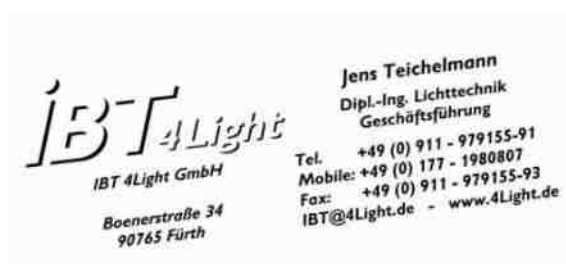 iBT 4Light
IBT 4Light GmbH
Boenerstraße 34
90765 Fürth
Jens Teichelmann
Dipl.-Ing. Lichttechnik
Geschäftsführung
Tel. +49 (0) 911 - 979155-91
Mobile: +49 (0) 177 - 1980807
Fax: +49 (0) 911 - 979155-93
IBT@4Light.de - www.4Light.de